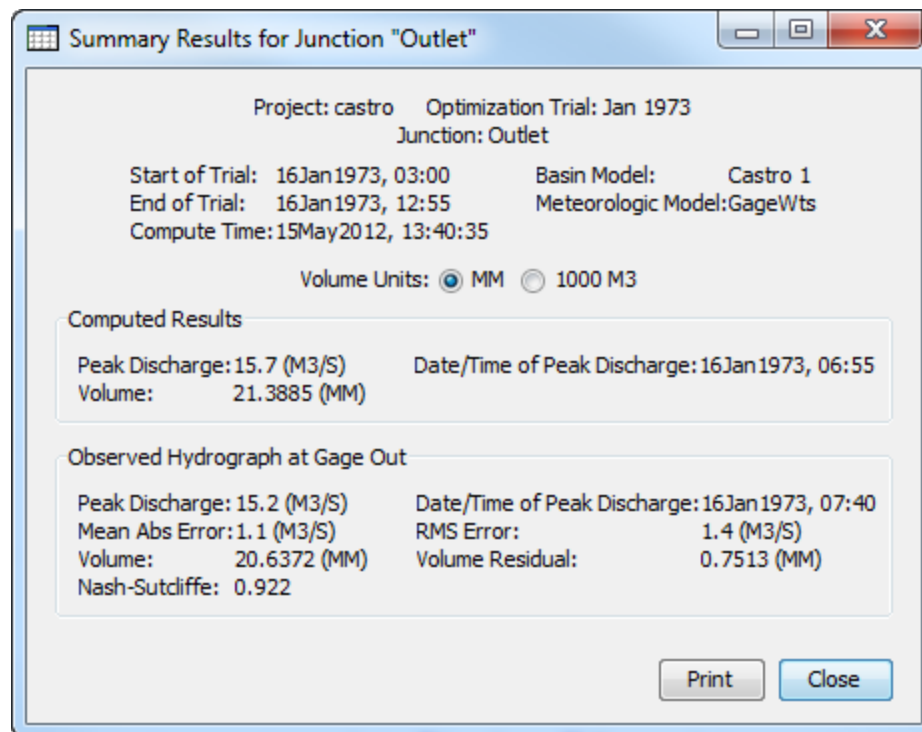 Summary Results for Junction "Outlet"
Project: castro Optimization Trial: Jan 1973
Junction: Outlet
Start of Trial: 16Jan1973, 03:00 Basin Model: Castro 1
End of Trial: 16Jan1973, 12:55 Meteorologic Model:GageWts
Compute Time:15May2012, 13:40:35
Volume Units: MM 1000 M3
Computed Results
Peak Discharge:15.7 (M3/S) Date/Time of Peak Discharge:16Jan1973, 06:55
Volume: 21.3885 (MM)
Observed Hydrograph at Gage Out
Peak Discharge:15.2 (M3/S) Date/Time of Peak Discharge:16Jan1973, 07:40
Mean Abs Error:1.1 (M3/S) RMS Error: 1.4 (M3/S)
Volume: 20.6372 (MM) Volume Residual: 0.7513 (MM)
Nash-Sutcliffe: 0.922
Print Close